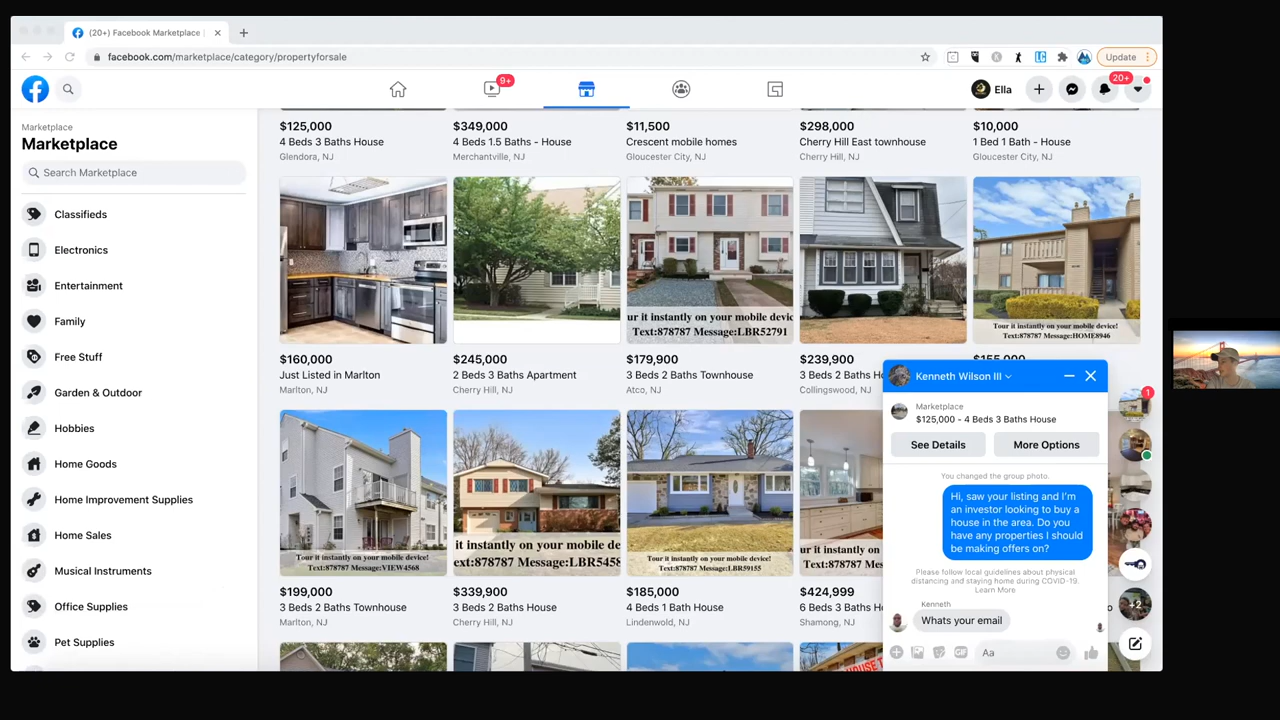 (20+) Facebook Marketplace |
facebook.com/marketplace/category/propertyforsale
Update
9+
Ella
20+
Marketplace
Marketplace
Search Marketplace
Classifieds
Electronics
Entertainment
Family
Free Stuff
Garden & Outdoor
Hobbies
Home Goods
Home Improvement Supplies
Home Sales
Musical Instruments
Office Supplies
Pet Supplies
$125,000
4 Beds 3 Baths House
Glendora, NJ
$349,000
4 Beds 1.5 Baths - House
Merchantville, NJ
$11,500
Crescent mobile homes
Gloucester City, NJ
$298,000
Cherry Hill East townhouse
Cherry Hill, NJ
$10,000
1 Bed 1 Bath - House
Gloucester City, NJ
ur it instantly on your mobile device!
Text:878787 Message:LBR52791
Tour it instantly on your mobile device!
Text:878787 Message:HOME8946
$160,000
Just Listed in Marlton
Marlton, NJ
$245,000
2 Beds 3 Baths Apartment
Cherry Hill, NJ
$179,900
3 Beds 2 Baths Townhouse
Atco, NJ
$239,900
3 Beds 2 Baths
Collingswood, NJ
$155,000
Tour it instantly on your mobile device!
Text:878787 Message:VIEW4568
it instantly on your mobile de
ext:878787 Message:LBR5458
Tour it instantly on your mobile device!
Text:878787 Message:LBR59155
ur it instantly on
Text:878787
$199,000
3 Beds 2 Baths Townhouse
Marlton, NJ
$339,900
3 Beds 2 Baths House
Cherry Hill, NJ
$185,000
4 Beds 1 Bath House
Lindenwold, NJ
$424,999
6 Beds 3 Baths
Shamong, NJ
HOUSE T
Kenneth Wilson III
Marketplace
$125,000 - 4 Beds 3 Baths House
See Details
More Options
You changed the group photo.
Hi, saw your listing and I'm
an investor looking to buy a
house in the area. Do you
have any properties I should
be making offers on?
Please follow local guidelines about physical
distancing and staying home during COVID-19.
Learn More
Kenneth
Whats your email
GIF
Aa
1
+2